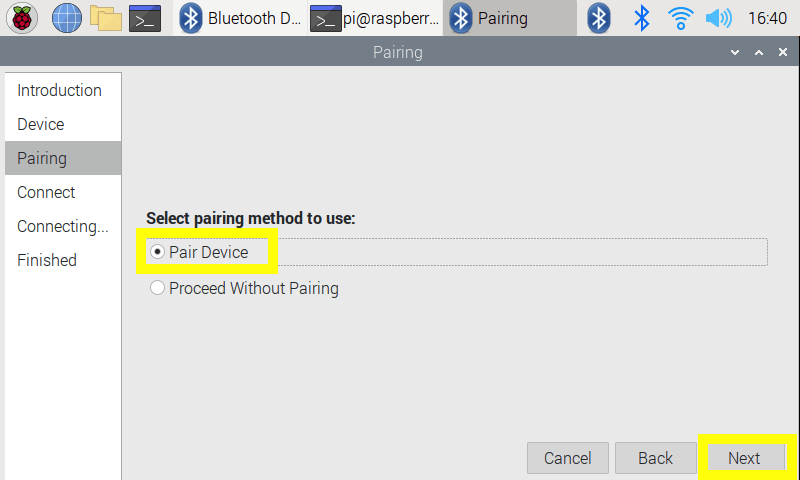 Bluetooth D... pi@raspberr... Pairing 16:40
Pairing
Introduction
Device
Pairing
Connect
Connecting...
Finished
Select pairing method to use:
Pair Device
Proceed Without Pairing
Cancel Back Next